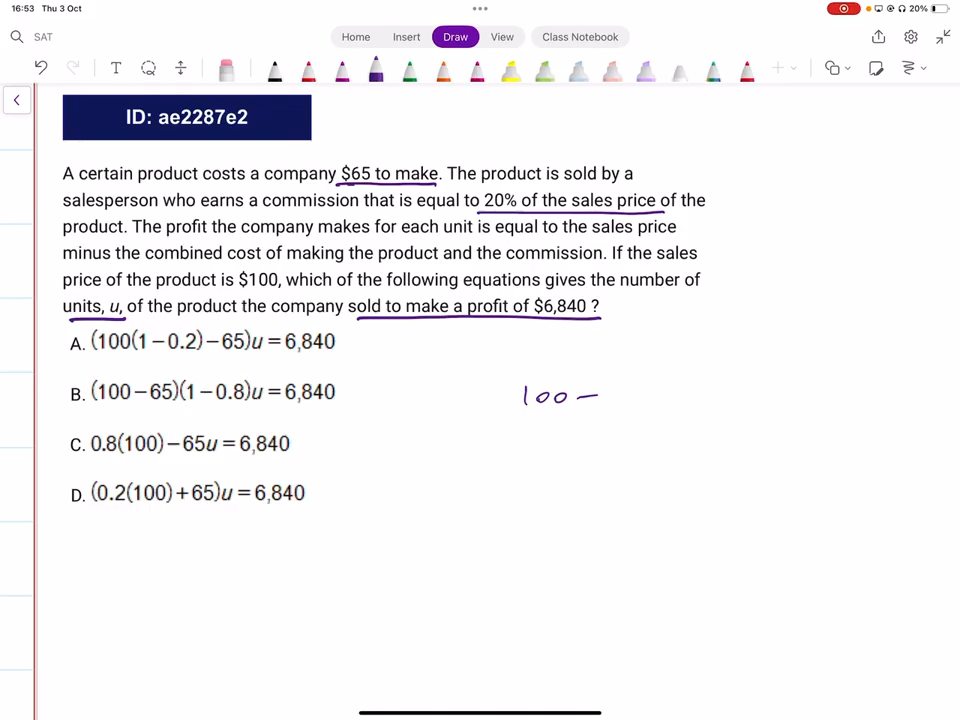 16:53 Thu 3 Oct
20%
SAT
Home Insert Draw View Class Notebook
ID: ae2287e2
A certain product costs a company $65 to make. The product is sold by a
salesperson who earns a commission that is equal to 20% of the sales price of the
product. The profit the company makes for each unit is equal to the sales price
minus the combined cost of making the product and the commission. If the sales
price of the product is $100, which of the following equations gives the number of
units, u, of the product the company sold to make a profit of $6,840 ?
A. (100(1 − 0.2) − 65)u = 6,840
B. (100 − 65)(1 − 0.8)u = 6,840
100 −
C. 0.8(100) − 65u = 6,840
D. (0.2(100) + 65)u = 6,840